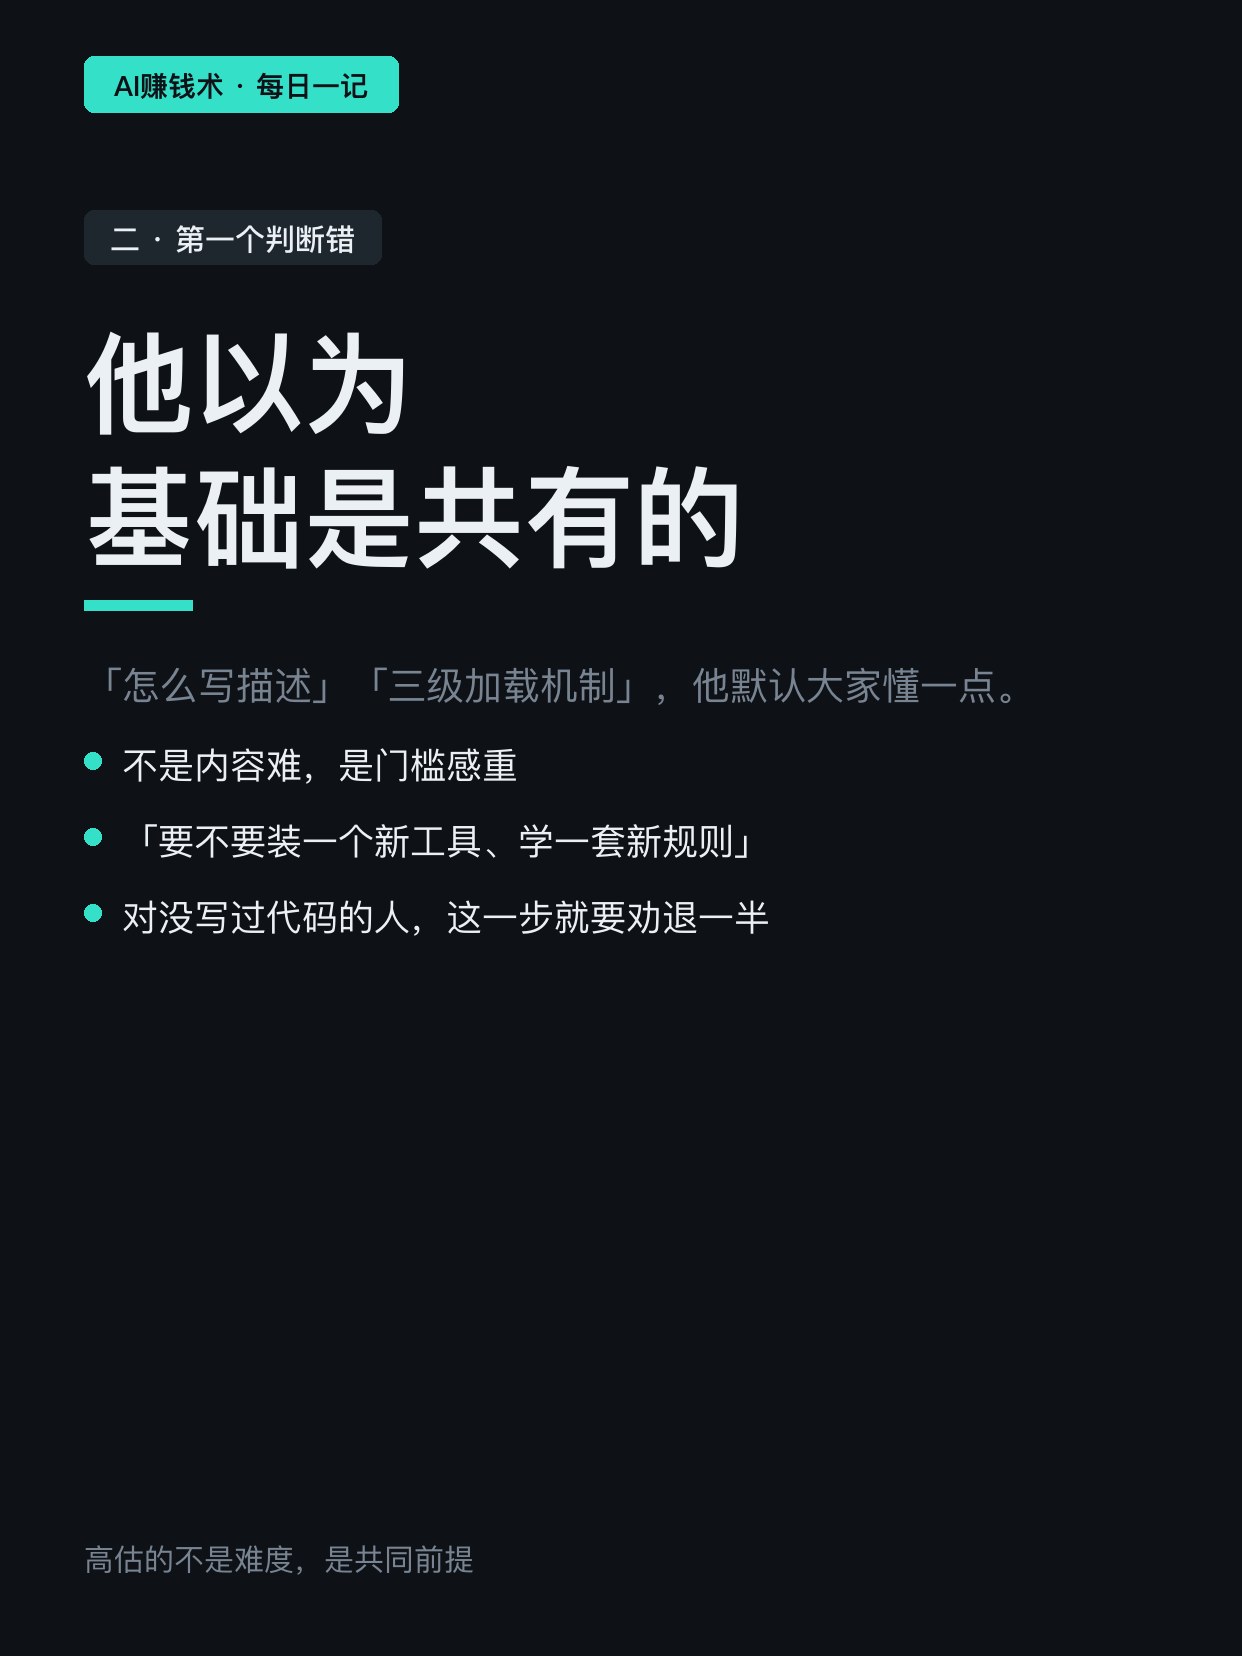 AI赚钱术 · 每日一记
二 · 第一个判断错
他以为
基础是共有的
「怎么写描述」「三级加载机制」，他默认大家懂一点。
不是内容难，是门槛感重
「要不要装一个新工具、学一套新规则」
对没写过代码的人，这一步就要劝退一半
高估的不是难度，是共同前提